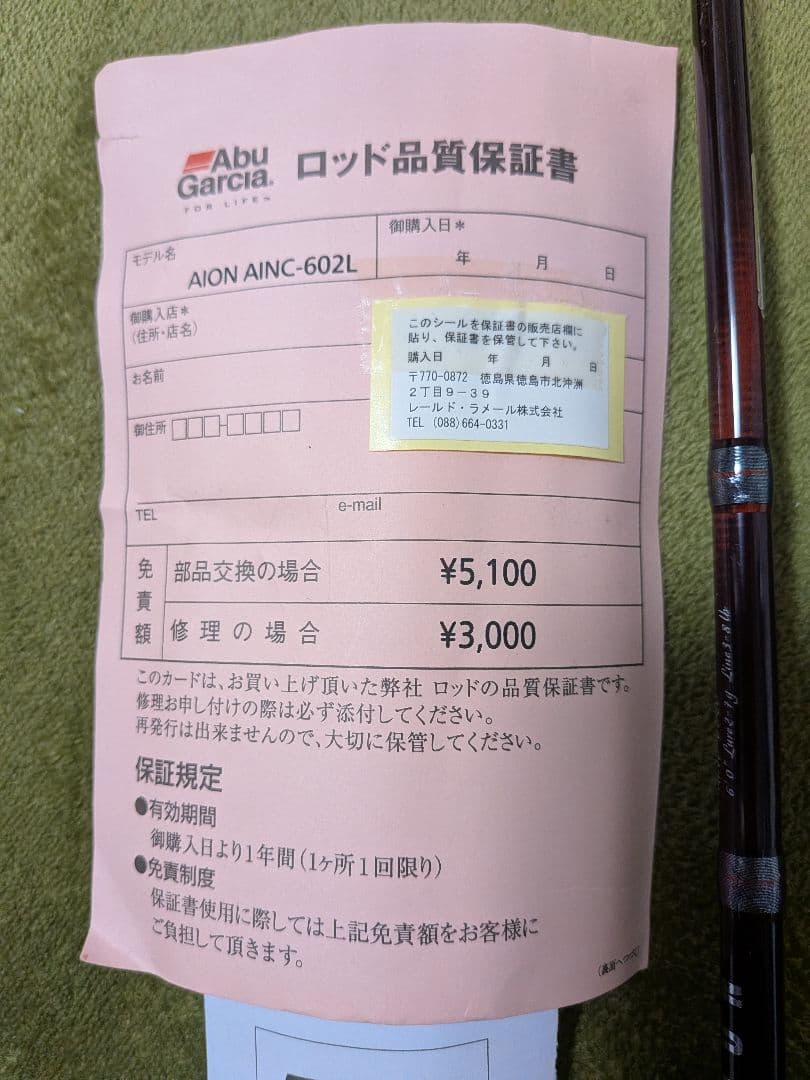 Abu Garcia®
FOR LIFE™
ロッド品質保証書
モデル名
AION AINC-602L
御購入日*
年 月 日
御購入店*
(住所・店名)
このシールを保証書の販売店欄に
貼り、保証書を保管して下さい。
購入日 年 月 日
〒770-0872 徳島県徳島市北沖洲
2丁目9-39
レールド・ラメール株式会社
TEL (088)664-0331
お名前
御住所
TEL
e-mail
免責額
部品交換の場合 ¥5,100
修理の場合 ¥3,000
このカードは、お買い上げ頂いた弊社 ロッドの品質保証書です。
修理お申し付けの際は必ず添付してください。
再発行は出来ませんので、大切に保管してください。
保証規定
●有効期間
御購入日より1年間(1ヶ所1回限り)
●免責制度
保証書使用に際しては上記免責額をお客様に
ご負担して頂きます。
(裏面へつづく)
6'0" Lure2-7g Line3-8lb